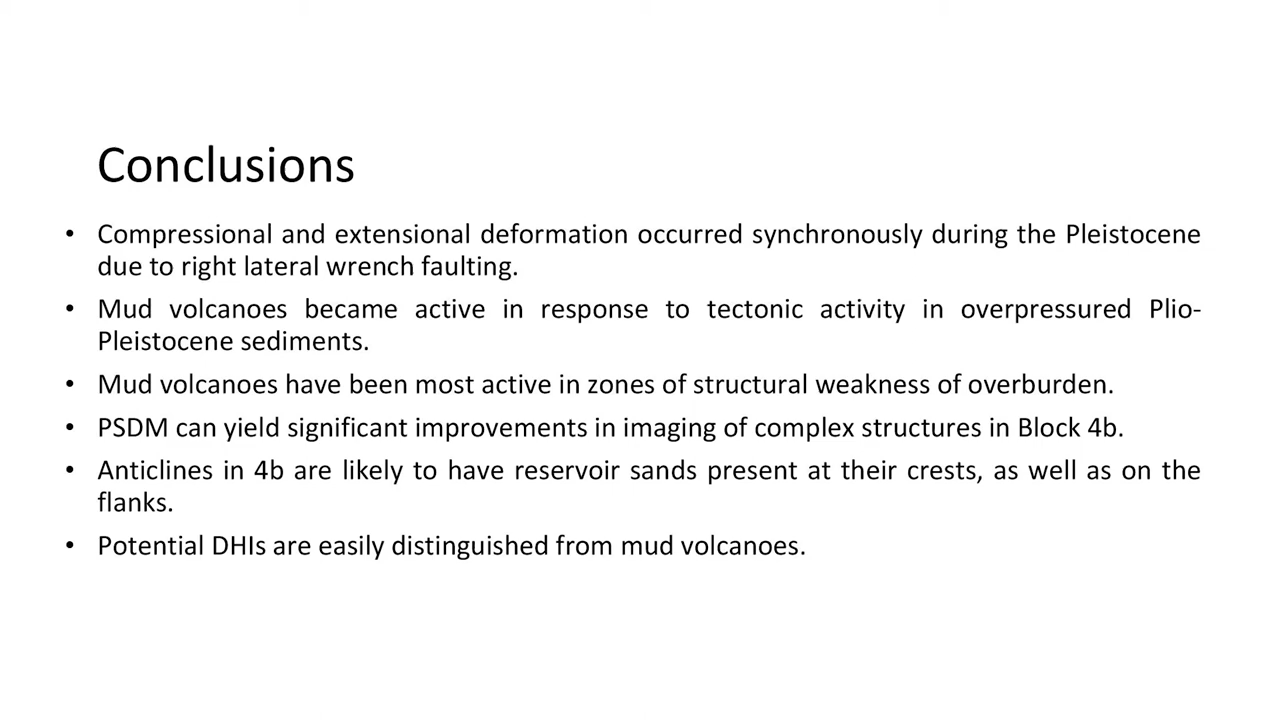 Conclusions
• Compressional and extensional deformation occurred synchronously during the Pleistocene
due to right lateral wrench faulting.
• Mud volcanoes became active in response to tectonic activity in overpressured Plio-
Pleistocene sediments.
• Mud volcanoes have been most active in zones of structural weakness of overburden.
• PSDM can yield significant improvements in imaging of complex structures in Block 4b.
• Anticlines in 4b are likely to have reservoir sands present at their crests, as well as on the
flanks.
• Potential DHIs are easily distinguished from mud volcanoes.